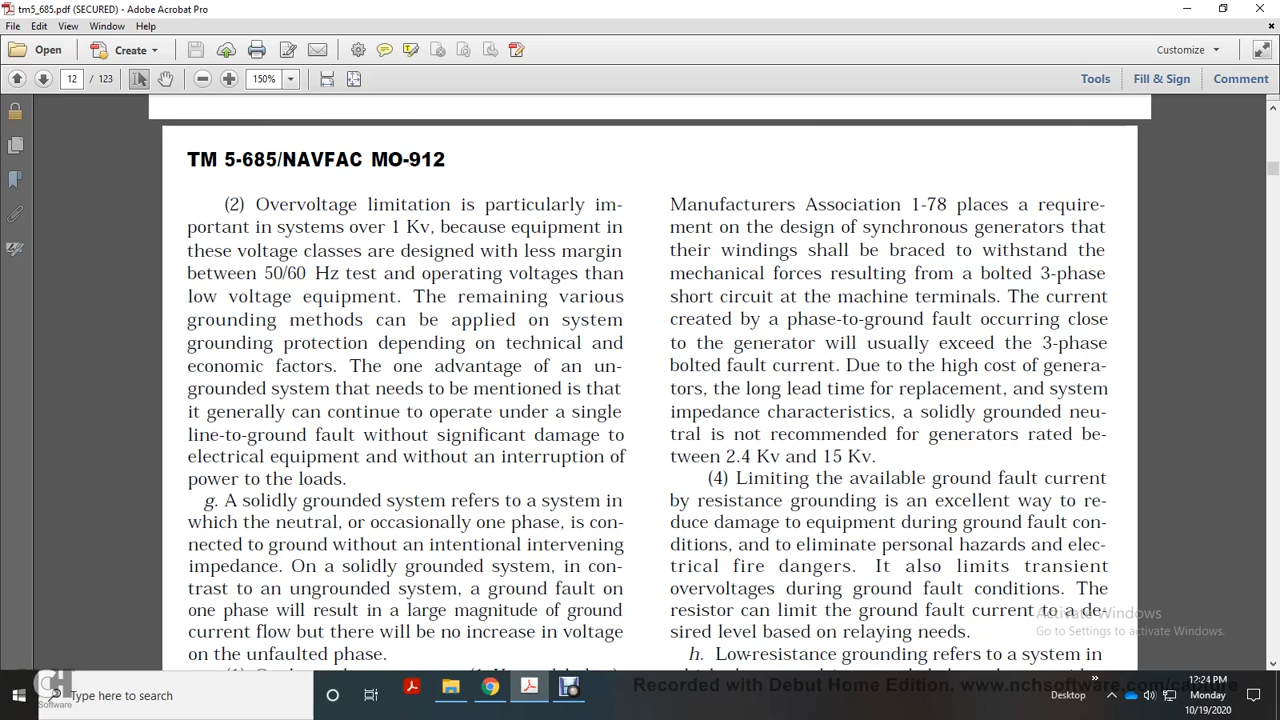 tm5_685.pdf (SECURED) - Adobe Acrobat Pro
File Edit View Window Help
Open Create Customize
12 / 123 150% Tools Fill & Sign Comment
TM 5-685/NAVFAC MO-912
(2) Overvoltage limitation is particularly im-
portant in systems over 1 Kv, because equipment in
these voltage classes are designed with less margin
between 50/60 Hz test and operating voltages than
low voltage equipment. The remaining various
grounding methods can be applied on system
grounding protection depending on technical and
economic factors. The one advantage of an un-
grounded system that needs to be mentioned is that
it generally can continue to operate under a single
line-to-ground fault without significant damage to
electrical equipment and without an interruption of
power to the loads.
g. A solidly grounded system refers to a system in
which the neutral, or occasionally one phase, is con-
nected to ground without an intentional intervening
impedance. On a solidly grounded system, in con-
trast to an ungrounded system, a ground fault on
one phase will result in a large magnitude of ground
current flow but there will be no increase in voltage
on the unfaulted phase.
Manufacturers Association 1-78 places a require-
ment on the design of synchronous generators that
their windings shall be braced to withstand the
mechanical forces resulting from a bolted 3-phase
short circuit at the machine terminals. The current
created by a phase-to-ground fault occurring close
to the generator will usually exceed the 3-phase
bolted fault current. Due to the high cost of genera-
tors, the long lead time for replacement, and system
impedance characteristics, a solidly grounded neu-
tral is not recommended for generators rated be-
tween 2.4 Kv and 15 Kv.
(4) Limiting the available ground fault current
by resistance grounding is an excellent way to re-
duce damage to equipment during ground fault con-
ditions, and to eliminate personal hazards and elec-
trical fire dangers. It also limits transient
overvoltages during ground fault conditions. The
resistor can limit the ground fault current to a de-
sired level based on relaying needs.
h. Low-resistance grounding refers to a system in
Activate Windows
Go to Settings to activate Windows.
Recorded with Debut Home Edition. www.nchsoftware.com/capture
CH
Software
Type here to search
Desktop
12:24 PM
Monday
10/19/2020